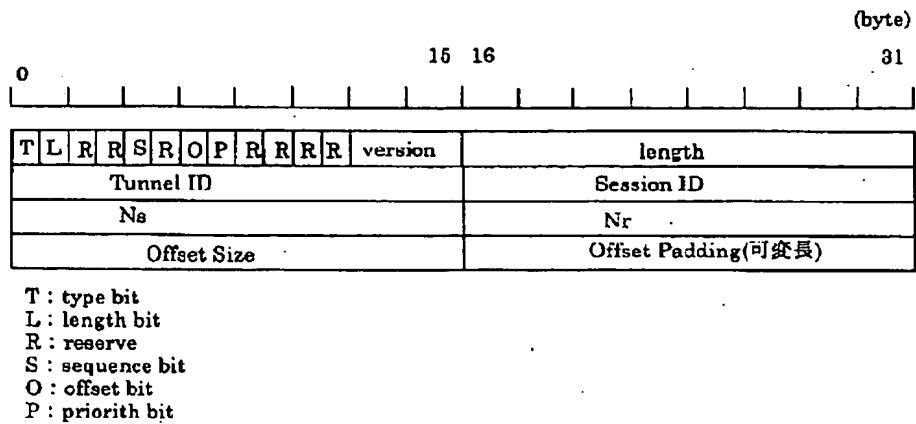 (byte)
0 15 16 31
T L R R S R O P R R R R version length
Tunnel ID Session ID
Ns Nr
Offset Size Offset Padding(可変長)
T : type bit
L : length bit
R : reserve
S : sequence bit
O : offset bit
P : priorith bit